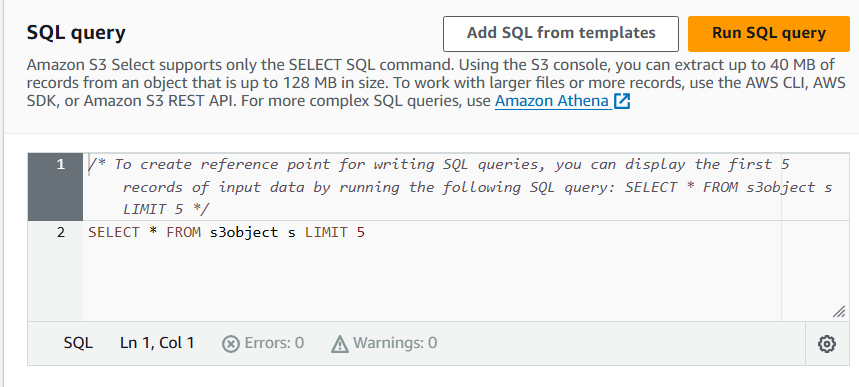 SQL query
Add SQL from templates
Run SQL query
Amazon S3 Select supports only the SELECT SQL command. Using the S3 console, you can extract up to 40 MB of
records from an object that is up to 128 MB in size. To work with larger files or more records, use the AWS CLI, AWS
SDK, or Amazon S3 REST API. For more complex SQL queries, use Amazon Athena
1 /* To create reference point for writing SQL queries, you can display the first 5
records of input data by running the following SQL query: SELECT * FROM s3object s
LIMIT 5 */
2 SELECT * FROM s3object s LIMIT 5
SQL Ln 1, Col 1 Errors: 0 Warnings: 0